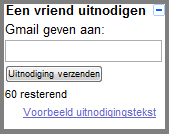 Een vriend uitnodigen
Gmail geven aan:
Uitnodiging verzenden
60 resterend
Voorbeeld uitnodigingstekst